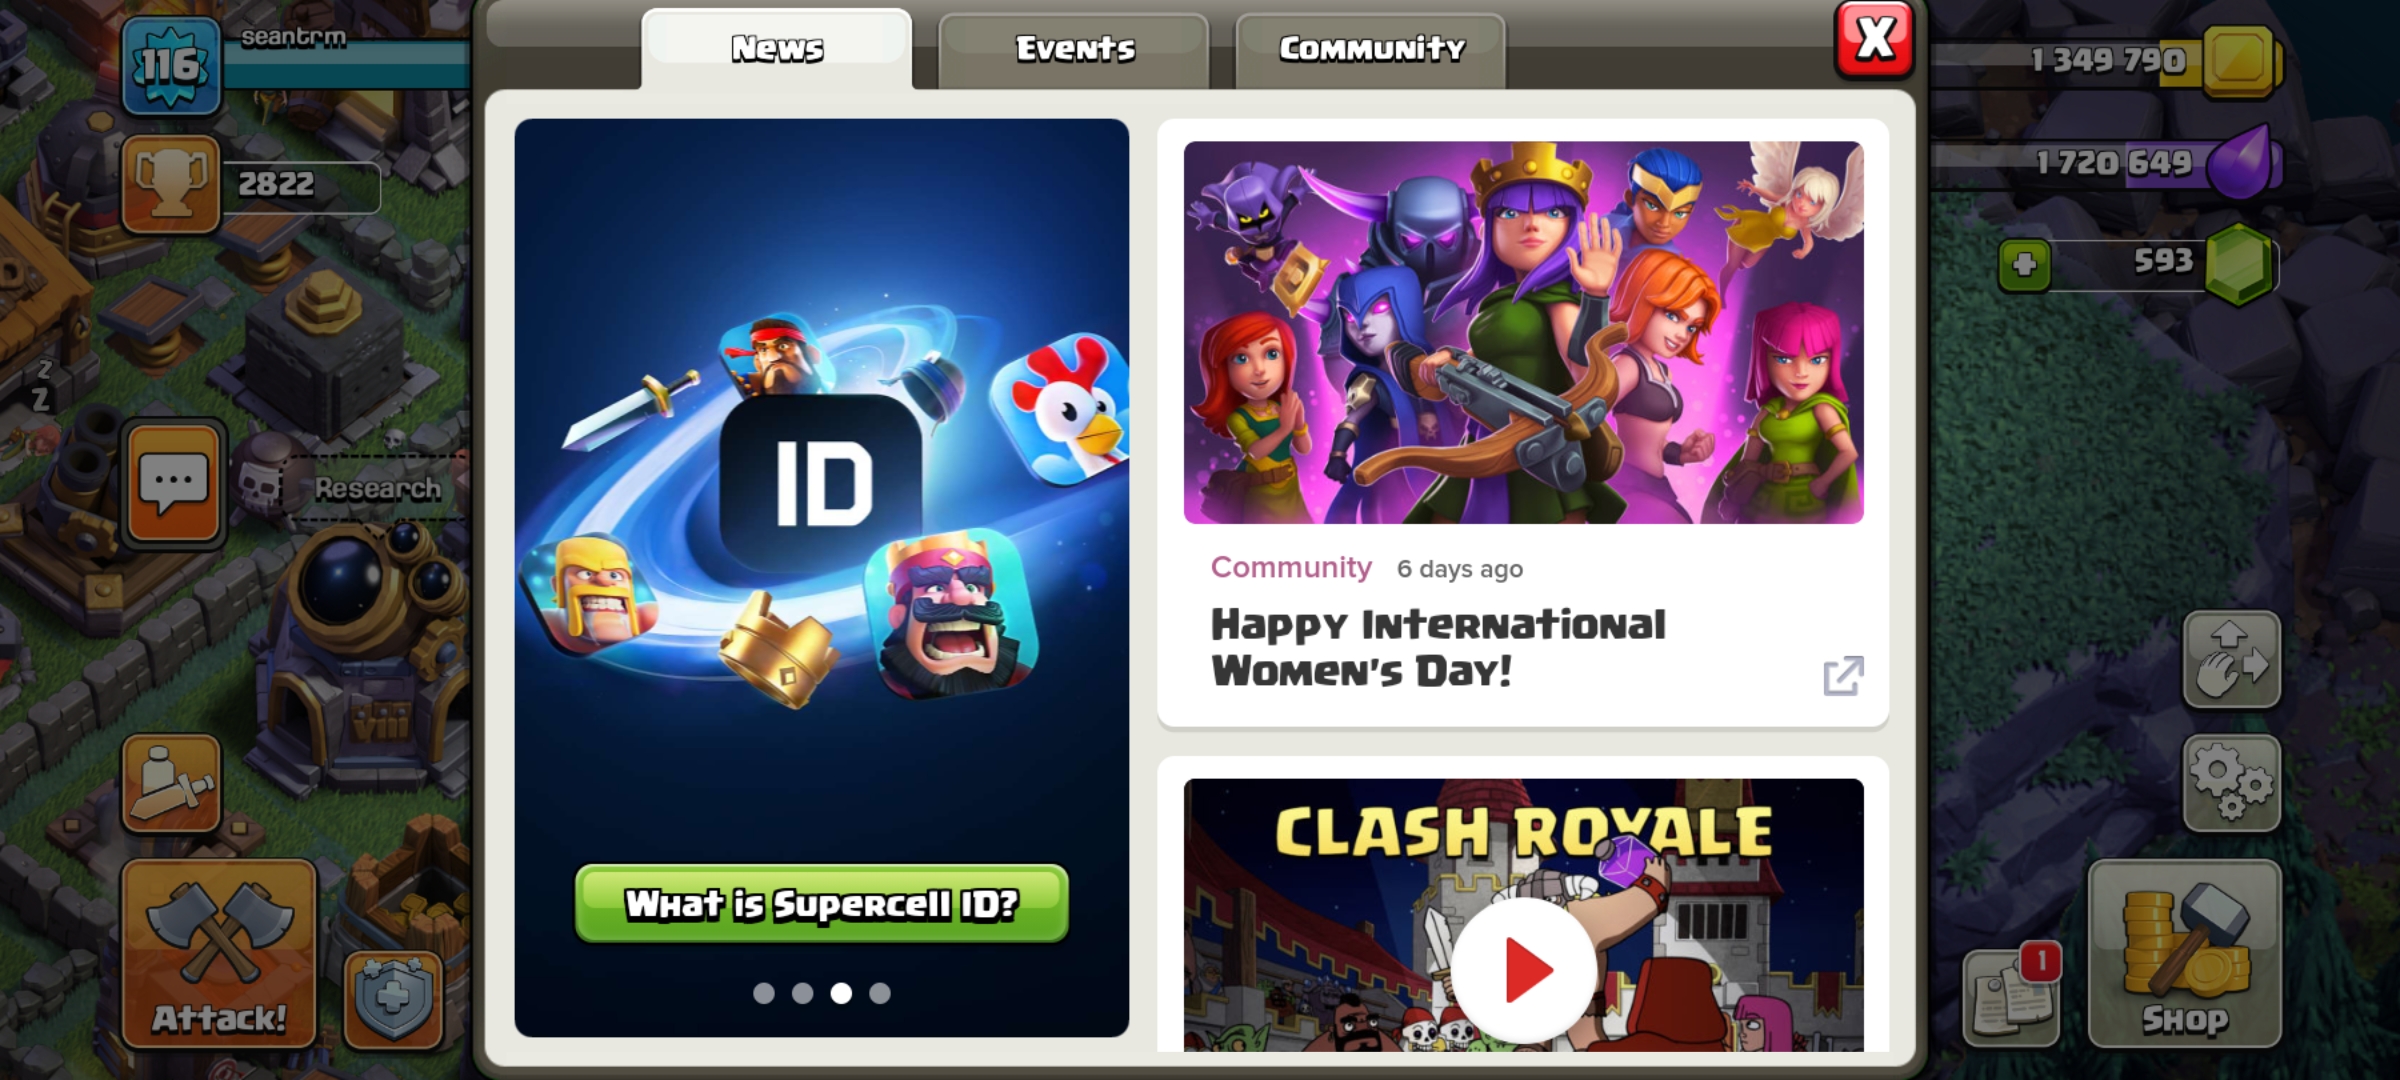 News
Events
Community
X
116
seantrm
2822
1 349 790
1 720 649
593
+
z
z
Research
VIII
ID
What is Supercell ID?
Community 6 days ago
Happy International
Women's Day!
CLASH ROYALE
Attack!
1
Shop